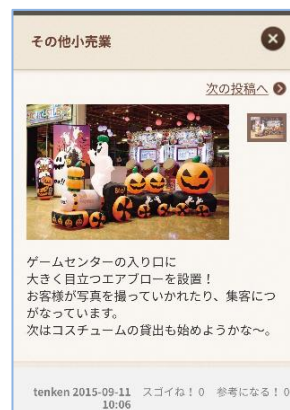 その他小売業
次の投稿へ
ゲームセンターの入り口に
大きく目立つエアブローを設置！
お客様が写真を撮っていかれたり、集客につ
ながなっています。
次はコスチュームの貸出も始めようかな～。
tenken 2015-09-11 スゴイね！0 参考になる！0
10:06